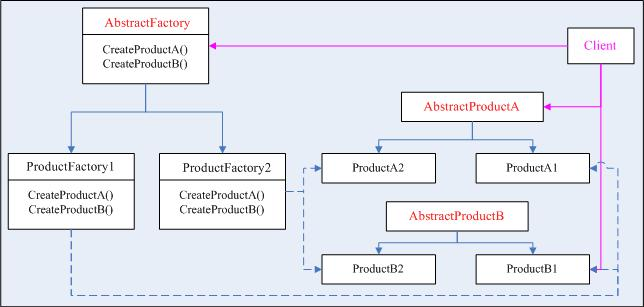 AbstractFactory
CreateProductA()
CreateProductB()
Client
AbstractProductA
ProductFactory1
CreateProductA()
CreateProductB()
ProductFactory2
CreateProductA()
CreateProductB()
ProductA2
ProductA1
AbstractProductB
ProductB2
ProductB1